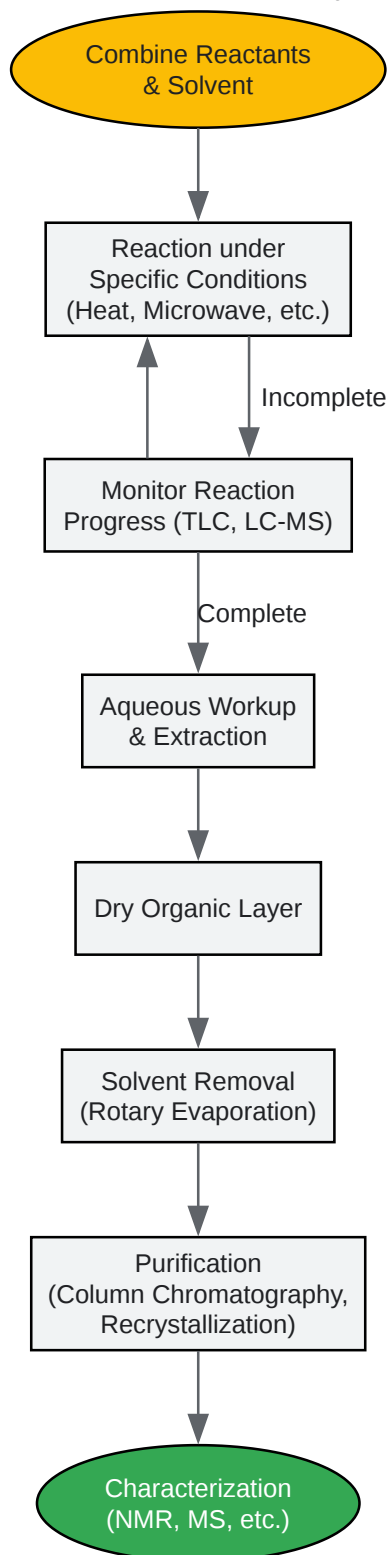 Combine Reactants
& Solvent
Reaction under
Specific Conditions
(Heat, Microwave, etc.)
Incomplete
Monitor Reaction
Progress (TLC, LC-MS)
Complete
Aqueous Workup
& Extraction
Dry Organic Layer
Solvent Removal
(Rotary Evaporation)
Purification
(Column Chromatography,
Recrystallization)
Characterization
(NMR, MS, etc.)